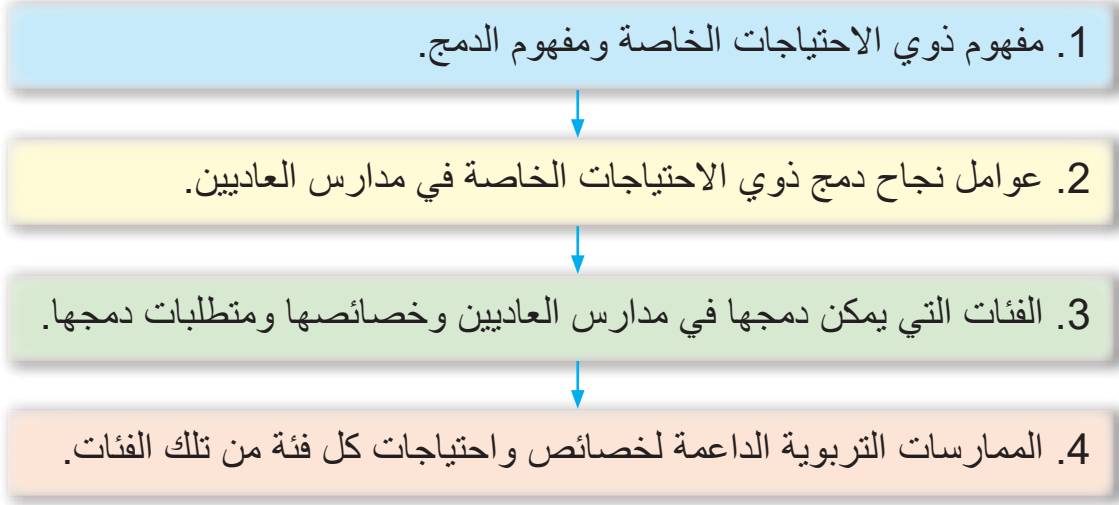 1. مفهوم ذوي الاحتياجات الخاصة ومفهوم الدمج.
2. عوامل نجاح دمج ذوي الاحتياجات الخاصة في مدارس العاديين.
3. الفئات التي يمكن دمجها في مدارس العاديين وخصائصها ومتطلبات دمجها.
4. الممارسات التربوية الداعمة لخصائص واحتياجات كل فئة من تلك الفئات.